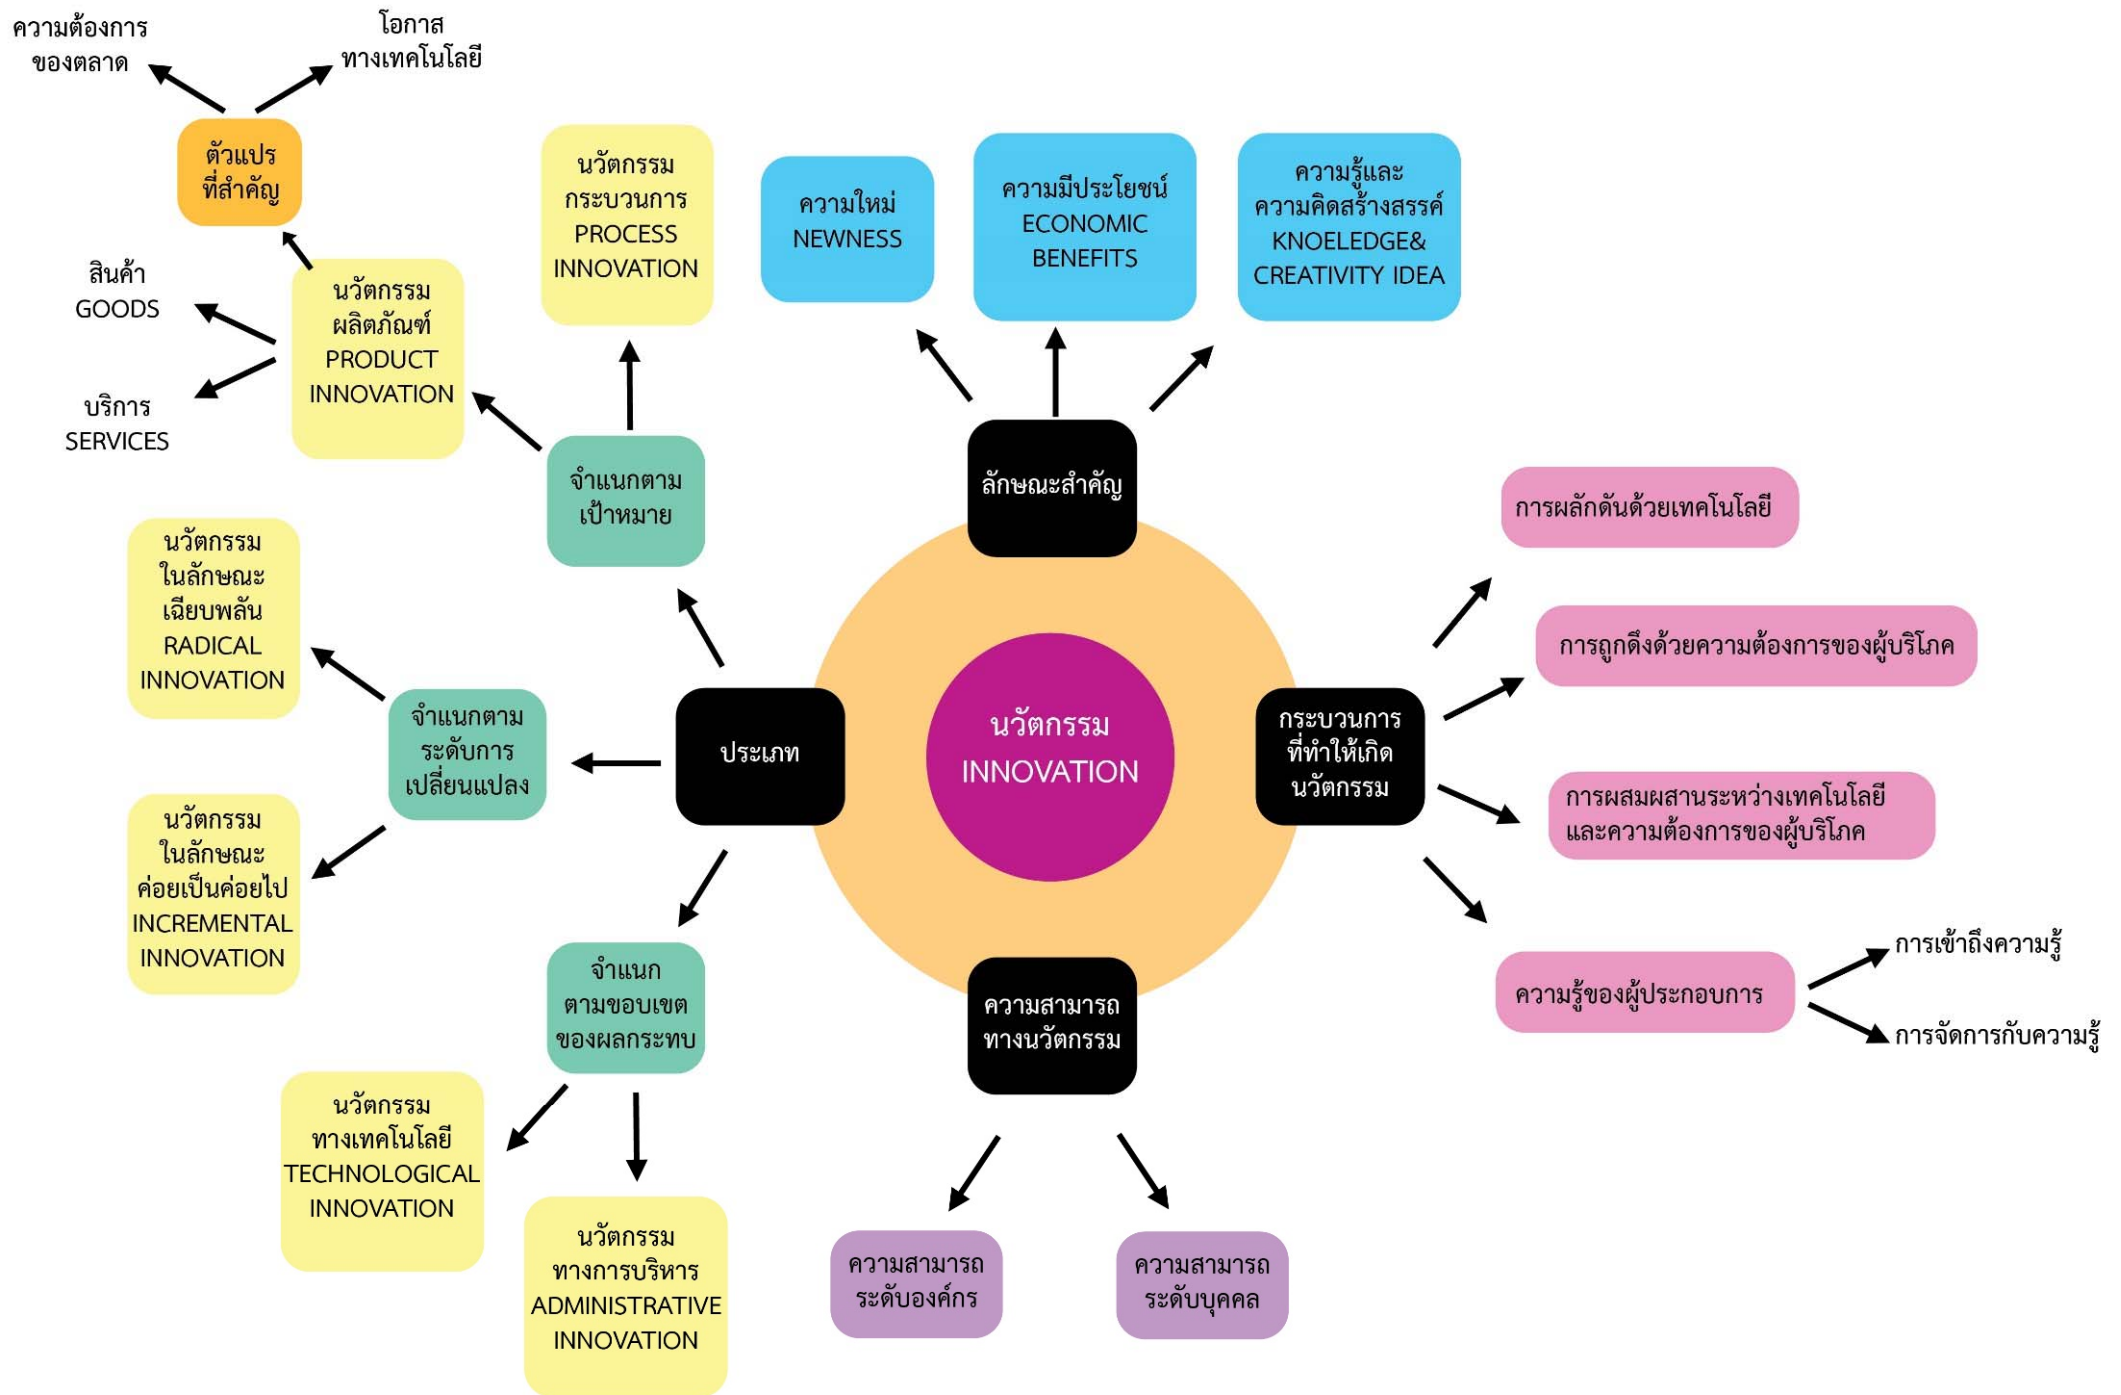 ความต้องการ
ของตลาด
โอกาส
ทางเทคโนโลยี
ตัวแปร
ที่สำคัญ
นวัตกรรม
กระบวนการ
PROCESS
INNOVATION
ความใหม่
NEWNESS
ความมีประโยชน์
ECONOMIC
BENEFITS
ความรู้และ
ความคิดสร้างสรรค์
KNOELEDGE&
CREATIVITY IDEA
สินค้า
GOODS
บริการ
SERVICES
นวัตกรรม
ผลิตภัณฑ์
PRODUCT
INNOVATION
จำแนกตาม
เป้าหมาย
ลักษณะสำคัญ
การผลักดันด้วยเทคโนโลยี
นวัตกรรม
ในลักษณะ
เฉียบพลัน
RADICAL
INNOVATION
การถูกดึงด้วยความต้องการของผู้บริโภค
จำแนกตาม
ระดับการ
เปลี่ยนแปลง
ประเภท
นวัตกรรม
INNOVATION
กระบวนการ
ที่ทำให้เกิด
นวัตกรรม
การผสมผสานระหว่างเทคโนโลยี
และความต้องการของผู้บริโภค
นวัตกรรม
ในลักษณะ
ค่อยเป็นค่อยไป
INCREMENTAL
INNOVATION
จำแนก
ตามขอบเขต
ของผลกระทบ
ความสามารถ
ทางนวัตกรรม
ความรู้ของผู้ประกอบการ
การเข้าถึงความรู้
การจัดการกับความรู้
นวัตกรรม
ทางเทคโนโลยี
TECHNOLOGICAL
INNOVATION
นวัตกรรม
ทางการบริหาร
ADMINISTRATIVE
INNOVATION
ความสามารถ
ระดับองค์กร
ความสามารถ
ระดับบุคคล